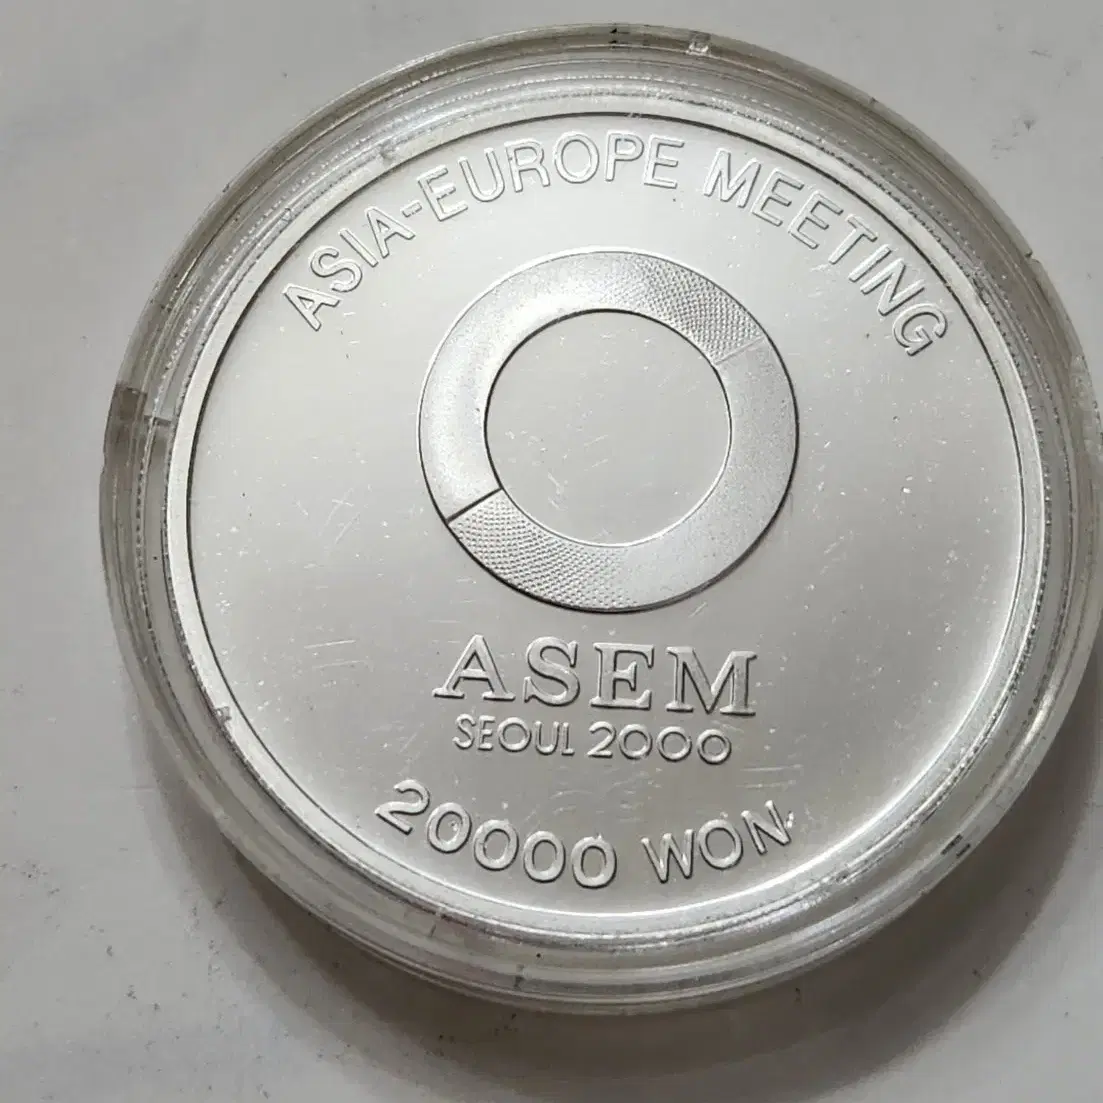 ASIA-EUROPE MEETING
ASEM
SEOUL 2000
20000 WON